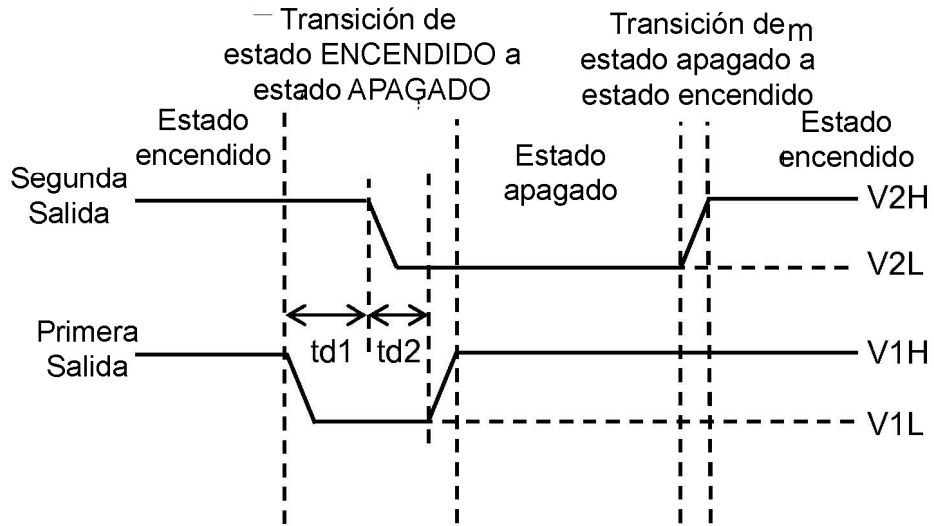 Transición de
estado ENCENDIDO a
estado APAGADO
Transición de m
estado apagado a
estado encendido
Estado
encendido
Estado
apagado
Estado
encendido
Segunda
Salida
V2H
V2L
td1
td2
Primera
Salida
V1H
V1L